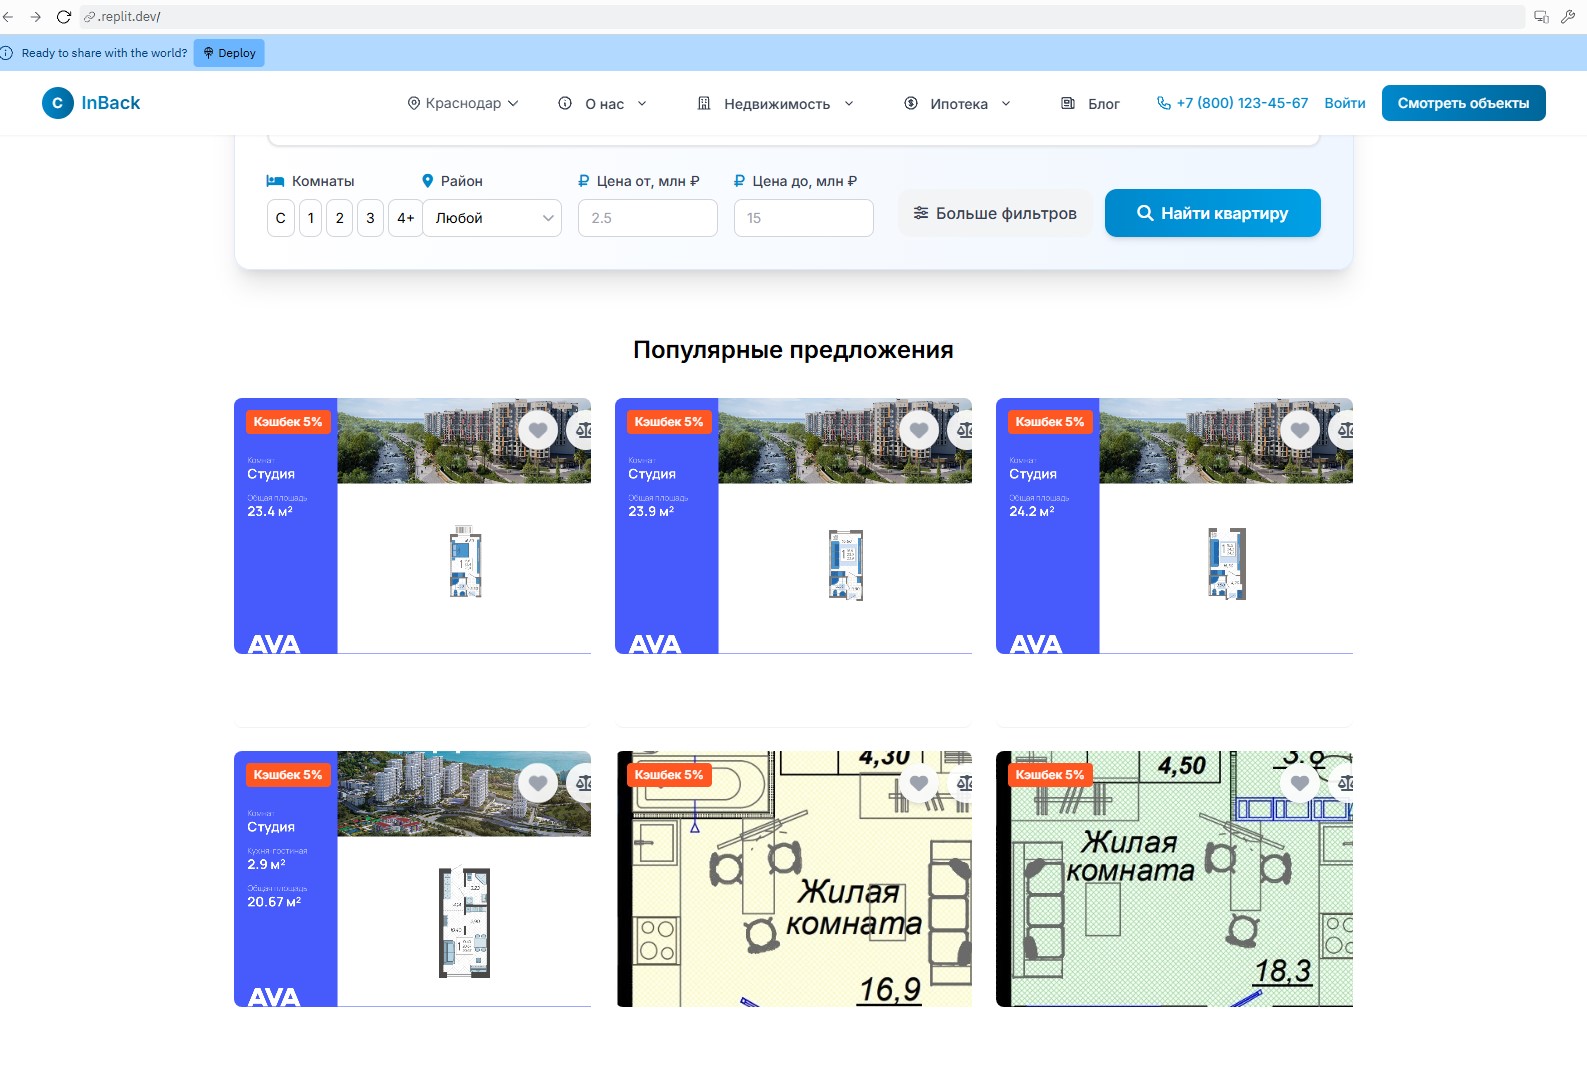 .replit.dev/
Ready to share with the world? Deploy
C InBack Краснодар О нас Недвижимость Ипотека Блог +7 (800) 123-45-67 Войти Смотреть объекты
Комнаты Район Цена от, млн ₽ Цена до, млн ₽
С 1 2 3 4+ Любой 2.5 15 Больше фильтров Найти квартиру
Популярные предложения
Кэшбек 5%
Комнат
Студия
Общая площадь
23.4 м²
AVA
Кэшбек 5%
Комнат
Студия
Общая площадь
23.9 м²
AVA
Кэшбек 5%
Комнат
Студия
Общая площадь
24.2 м²
AVA
Кэшбек 5%
Комнат
Студия
Кухня-гостиная
2.9 м²
Общая площадь
20.67 м²
AVA
Кэшбек 5%
4,30
Жилая
комната
16,9
Кэшбек 5%
4,50
Жилая
комната
18,3